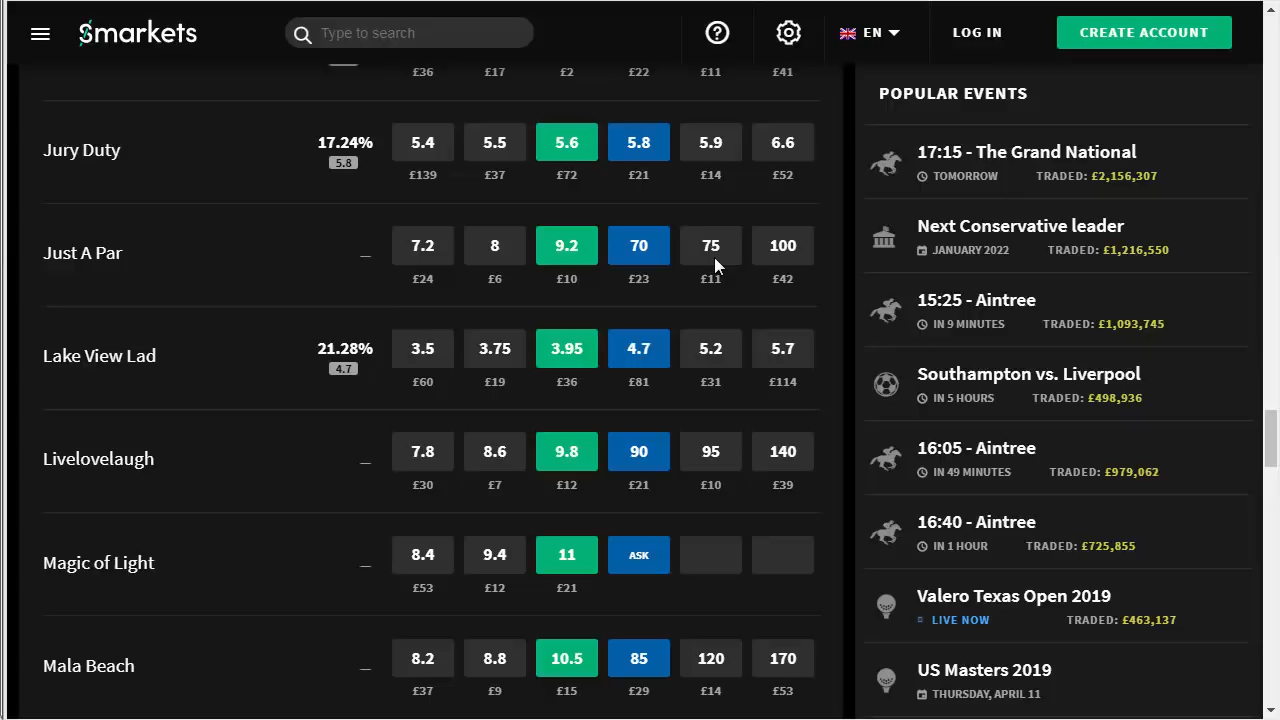 Smarkets
Type to search
EN
LOG IN
CREATE ACCOUNT
£36 £17 £2 £22 £11 £41
Jury Duty 17.24% 5.4 5.5 5.6 5.8 5.9 6.6
5.8 £139 £37 £72 £21 £14 £52
Just A Par — 7.2 8 9.2 70 75 100
£24 £6 £10 £23 £11 £42
Lake View Lad 21.28% 3.5 3.75 3.95 4.7 5.2 5.7
4.7 £60 £19 £36 £81 £31 £114
Livelovelaugh — 7.8 8.6 9.8 90 95 140
£30 £7 £12 £21 £10 £39
Magic of Light — 8.4 9.4 11 ASK
£53 £12 £21
Mala Beach — 8.2 8.8 10.5 85 120 170
£37 £9 £15 £29 £14 £53
POPULAR EVENTS
17:15 - The Grand National
TOMORROW TRADED: £2,156,307
Next Conservative leader
JANUARY 2022 TRADED: £1,216,550
15:25 - Aintree
IN 9 MINUTES TRADED: £1,093,745
Southampton vs. Liverpool
IN 5 HOURS TRADED: £498,936
16:05 - Aintree
IN 49 MINUTES TRADED: £979,062
16:40 - Aintree
IN 1 HOUR TRADED: £725,855
Valero Texas Open 2019
LIVE NOW TRADED: £463,137
US Masters 2019
THURSDAY, APRIL 11